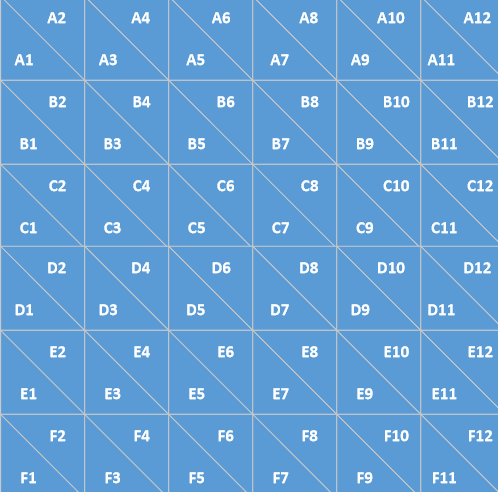 A2 A4 A6 A8 A10 A12
A1 A3 A5 A7 A9 A11
B2 B4 B6 B8 B10 B12
B1 B3 B5 B7 B9 B11
C2 C4 C6 C8 C10 C12
C1 C3 C5 C7 C9 C11
D2 D4 D6 D8 D10 D12
D1 D3 D5 D7 D9 D11
E2 E4 E6 E8 E10 E12
E1 E3 E5 E7 E9 E11
F2 F4 F6 F8 F10 F12
F1 F3 F5 F7 F9 F11